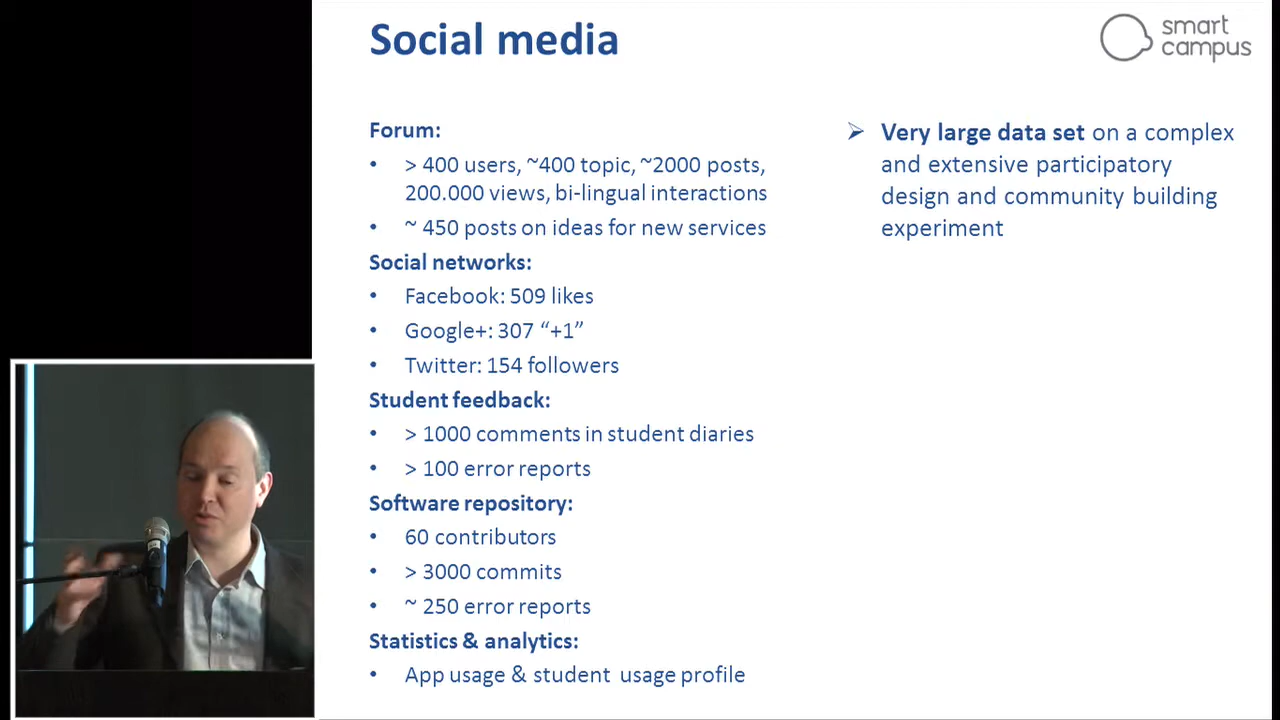 Social media
smart
campus
Forum:
• > 400 users, ~400 topic, ~2000 posts,
200.000 views, bi-lingual interactions
• ~ 450 posts on ideas for new services
Social networks:
• Facebook: 509 likes
• Google+: 307 “+1”
• Twitter: 154 followers
Student feedback:
• > 1000 comments in student diaries
• > 100 error reports
Software repository:
• 60 contributors
• > 3000 commits
• ~ 250 error reports
Statistics & analytics:
• App usage & student  usage profile
➢ Very large data set on a complex
and extensive participatory
design and community building
experiment